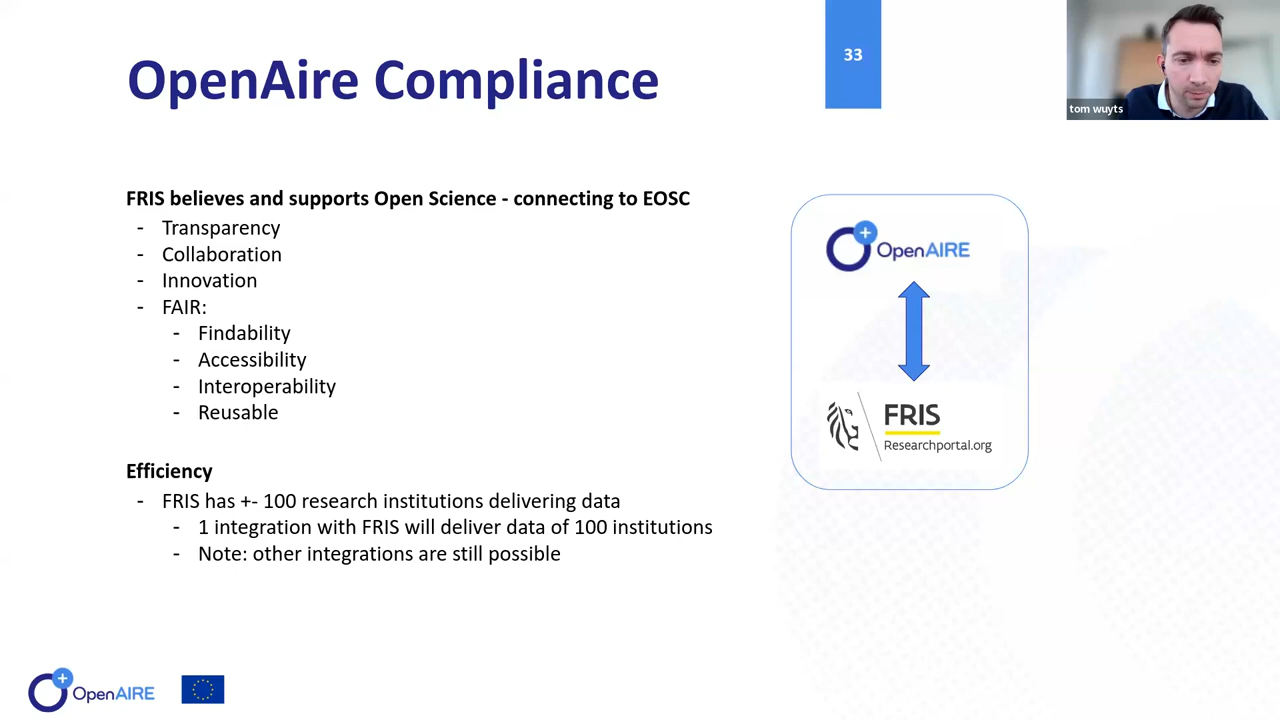 OpenAire Compliance
33
tom wuyts
FRIS believes and supports Open Science - connecting to EOSC
- Transparency
- Collaboration
- Innovation
- FAIR:
- Findability
- Accessibility
- Interoperability
- Reusable
Efficiency
- FRIS has +- 100 research institutions delivering data
- 1 integration with FRIS will deliver data of 100 institutions
- Note: other integrations are still possible
OpenAIRE
FRIS
Researchportal.org
OpenAIRE